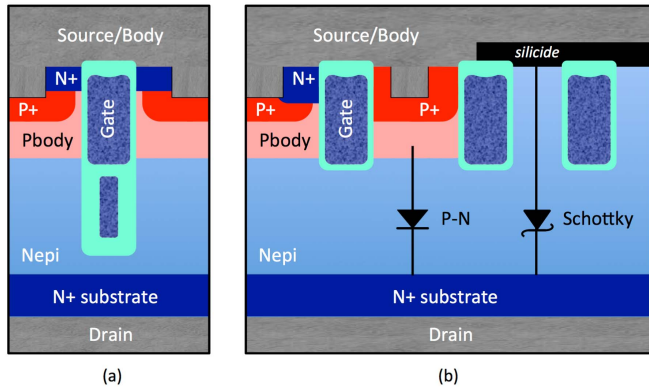 Source/Body
N+
P+
Gate
Pbody
Nepi
N+ substrate
Drain
(a)
Source/Body
silicide
N+
P+
Gate
P+
Pbody
P-N
Schottky
Nepi
N+ substrate
Drain
(b)